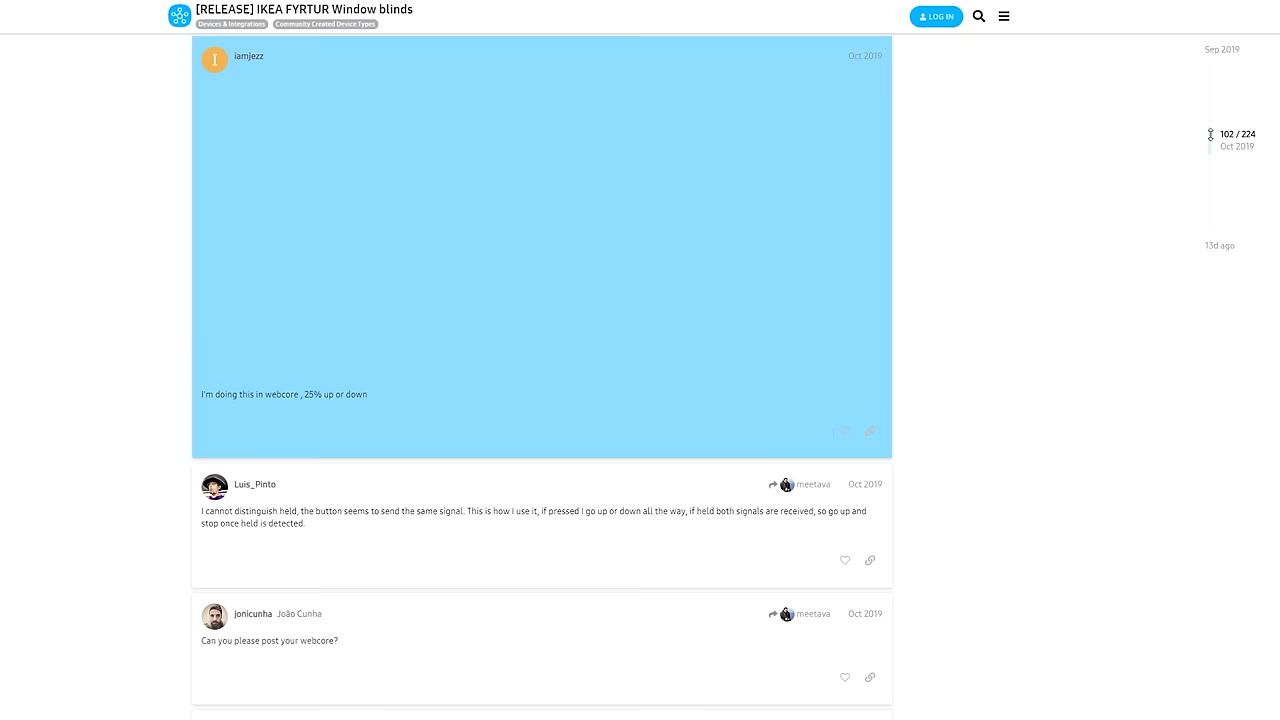 [RELEASE] IKEA FYRTUR Window blinds
Devices & Integrations Community Created Device Types
LOG IN
iamjezz Oct 2019
I'm doing this in webcore , 25% up or down
Sep 2019
102 / 224
Oct 2019
13d ago
Luis_Pinto meetava Oct 2019
I cannot distinguish held, the button seems to send the same signal. This is how I use it, if pressed I go up or down all the way, if held both signals are received, so go up and
stop once held is detected.
jonicunha João Cunha meetava Oct 2019
Can you please post your webcore?